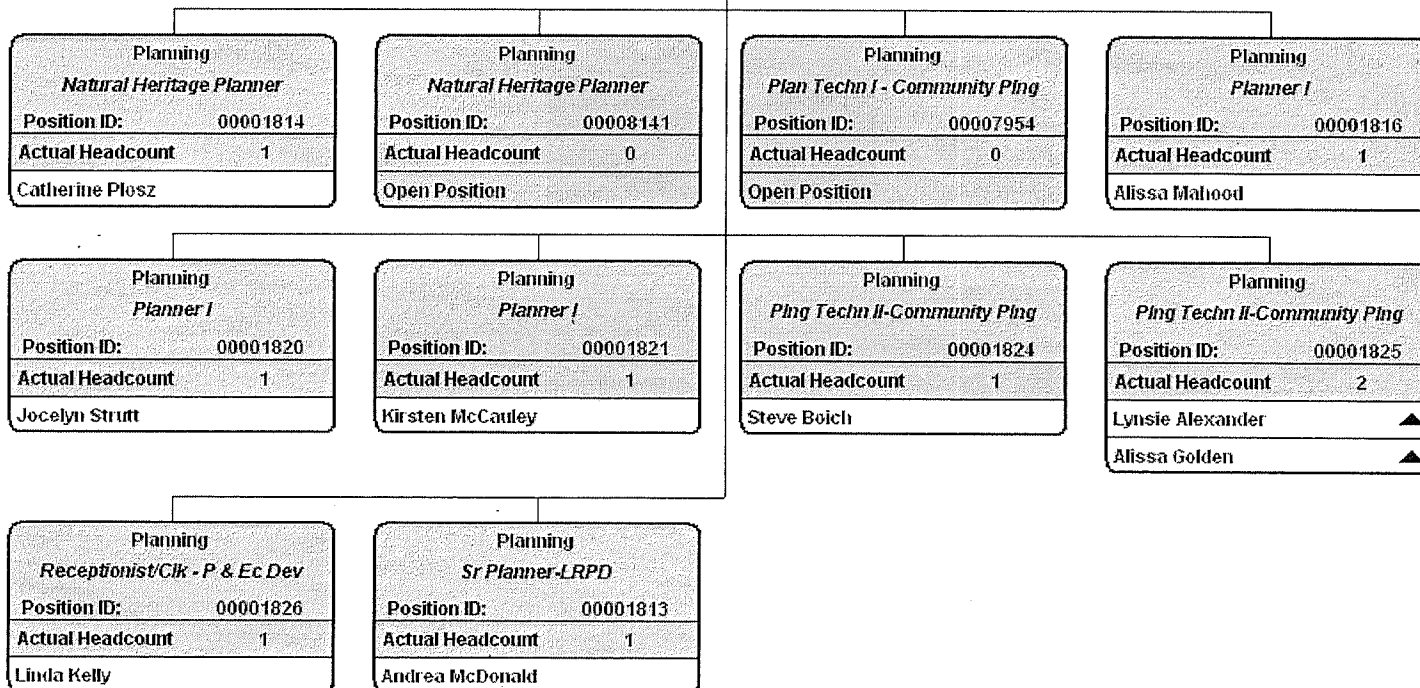 Planning
Natural Heritage Planner
Position ID: 00001814
Actual Headcount 1
Catherine Plosz
Planning
Natural Heritage Planner
Position ID: 00008141
Actual Headcount 0
Open Position
Planning
Plan Techn I - Community Plng
Position ID: 00007954
Actual Headcount 0
Open Position
Planning
Planner I
Position ID: 00001816
Actual Headcount 1
Alissa Mahood
Planning
Planner I
Position ID: 00001820
Actual Headcount 1
Jocelyn Strutt
Planning
Planner I
Position ID: 00001821
Actual Headcount 1
Kirsten McCauley
Planning
Plng Techn II-Community Plng
Position ID: 00001824
Actual Headcount 1
Steve Boich
Planning
Plng Techn II-Community Plng
Position ID: 00001825
Actual Headcount 2
Lynsie Alexander
Alissa Golden
Planning
Receptionist/Clk - P & Ec Dev
Position ID: 00001826
Actual Headcount 1
Linda Kelly
Planning
Sr Planner-LRPD
Position ID: 00001813
Actual Headcount 1
Andrea McDonald